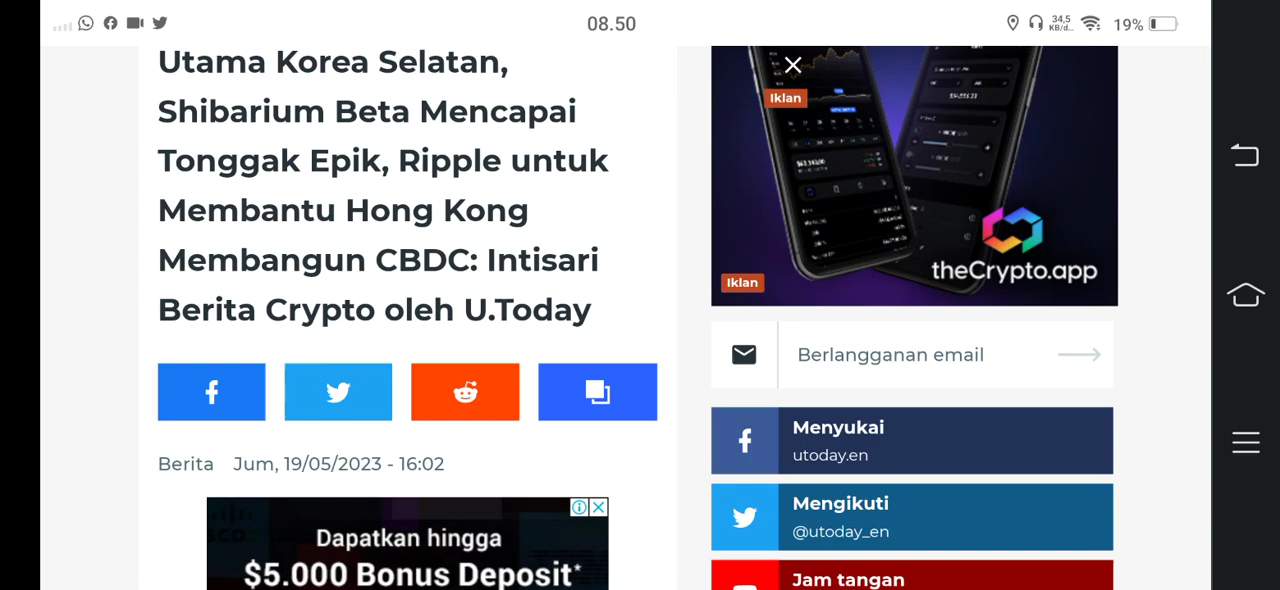 08.50
34,5
KB/d...
19%
Utama Korea Selatan,
Shibarium Beta Mencapai
Tonggak Epik, Ripple untuk
Membantu Hong Kong
Membangun CBDC: Intisari
Berita Crypto oleh U.Today
Berita Jum, 19/05/2023 - 16:02
Dapatkan hingga
$5.000 Bonus Deposit*
Iklan
theCrypto.app
Iklan
Berlangganan email
Menyukai
utoday.en
Mengikuti
@utoday_en
Jam tangan